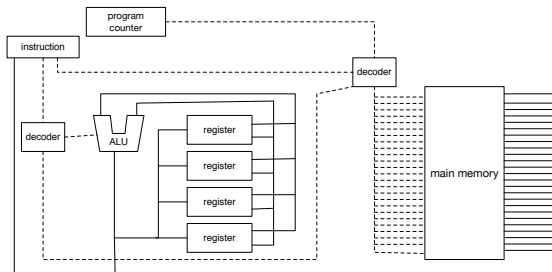 program
counter
instruction
decoder
decoder
ALU
register
register
register
register
main memory